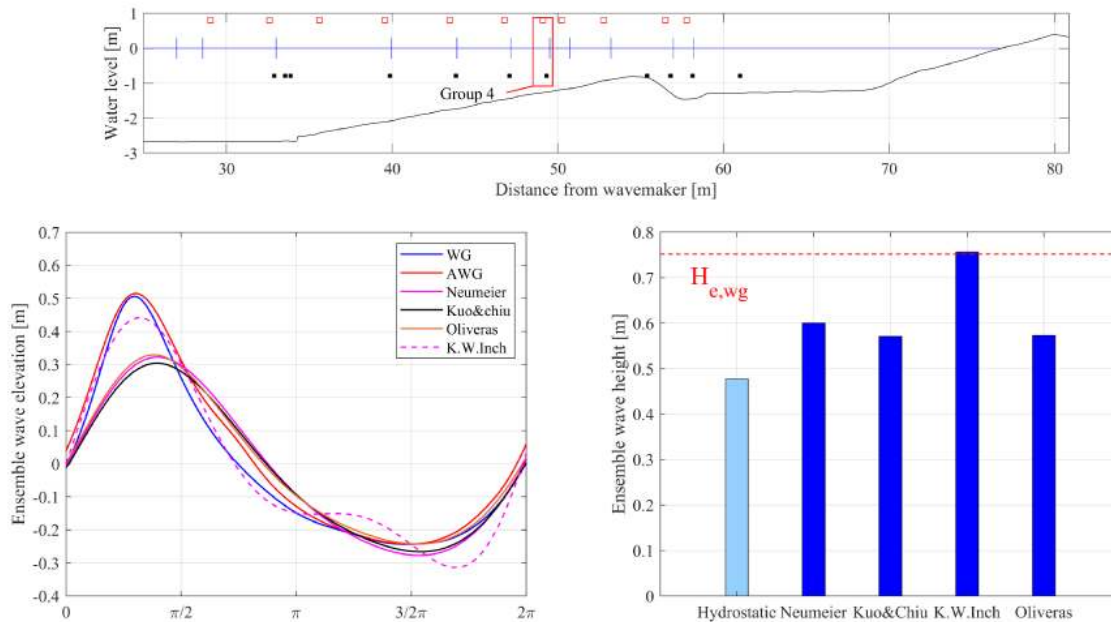 1
0
-1
-2
-3
Water level [m]
Group 4
30
40
50
60
70
80
Distance from wavemaker [m]
0.7
0.6
0.5
0.4
0.3
0.2
0.1
0
-0.1
-0.2
-0.3
-0.4
Ensemble wave elevation [m]
WG
AWG
Neumeier
Kuo&chiu
Oliveras
K.W.Inch
0
π/2
π
3/2π
2π
0.8
0.7
0.6
0.5
0.4
0.3
0.2
0.1
0
Ensemble wave height [m]
H e,wg
Hydrostatic Neumeier Kuo&Chiu K.W.Inch Oliveras